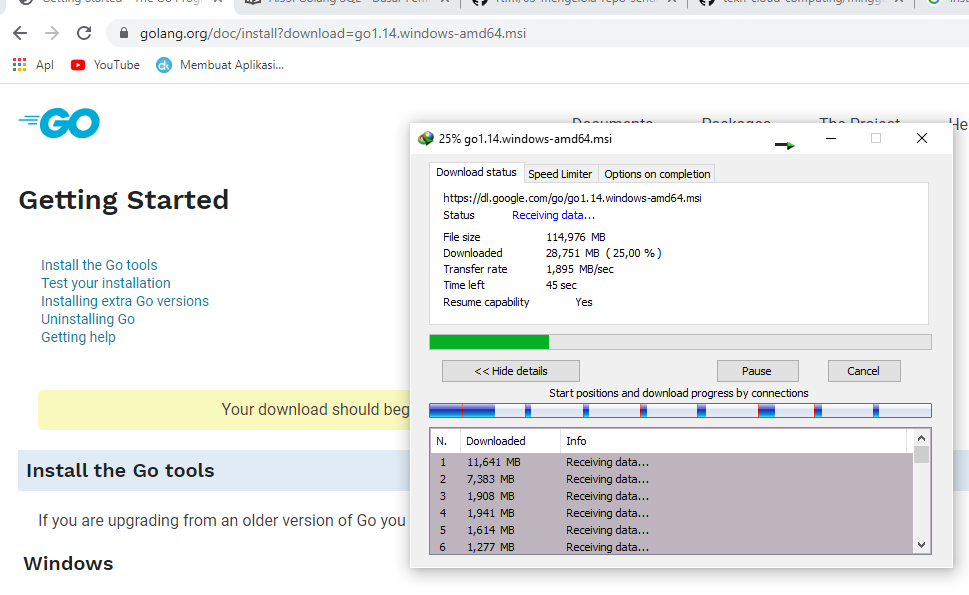 golang.org/doc/install?download=go1.14.windows-amd64.msi
Apl YouTube dk Membuat Aplikasi...
GO
Documents Packages The Project He
Getting Started
Install the Go tools
Test your installation
Installing extra Go versions
Uninstalling Go
Getting help
Your download should beg
Install the Go tools
If you are upgrading from an older version of Go you
Windows
25% go1.14.windows-amd64.msi
Download status Speed Limiter Options on completion
https://dl.google.com/go/go1.14.windows-amd64.msi
Status Receiving data...
File size 114,976 MB
Downloaded 28,751 MB ( 25,00 % )
Transfer rate 1,895 MB/sec
Time left 45 sec
Resume capability Yes
<< Hide details Pause Cancel
Start positions and download progress by connections
N. Downloaded Info
1 11,641 MB Receiving data...
2 7,383 MB Receiving data...
3 1,908 MB Receiving data...
4 1,941 MB Receiving data...
5 1,614 MB Receiving data...
6 1,277 MB Receiving data...